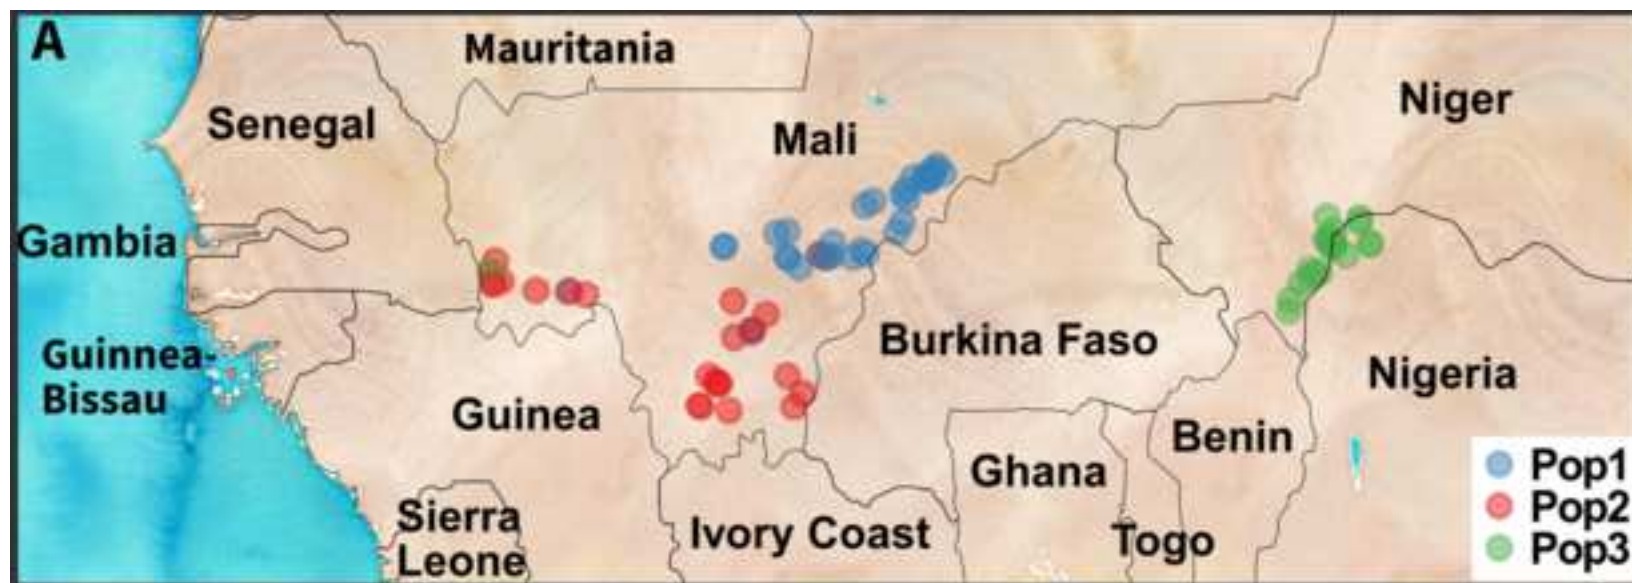 A
Mauritania
Senegal
Niger
Mali
Gambia
Burkina Faso
Guinnea-
Bissau
Nigeria
Guinea
Benin
Ghana
Sierra
Leone
Ivory Coast
Togo
Pop1
Pop2
Pop3